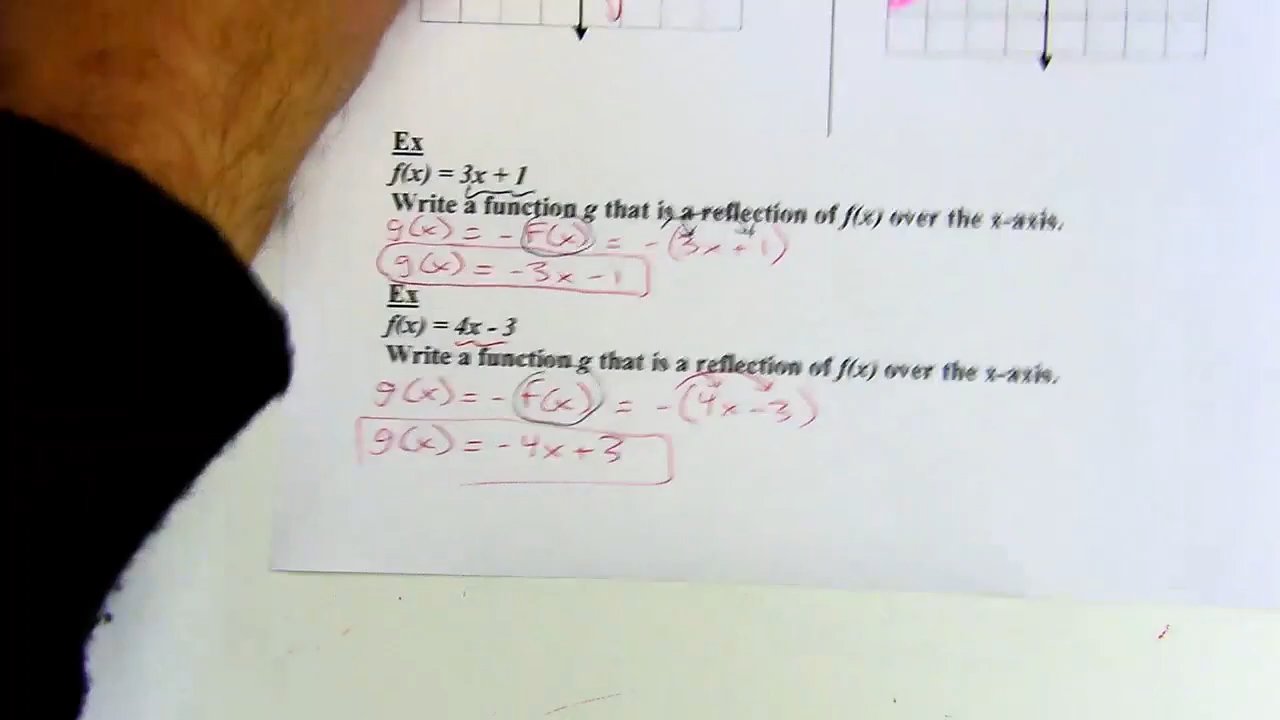 Ex
f(x) = 3x + 1
Write a function g that is a reflection of f(x) over the x-axis.
g(x) = -f(x) = -(3x + 1)
g(x) = -3x - 1
Ex
f(x) = 4x - 3
Write a function g that is a reflection of f(x) over the x-axis.
g(x) = -f(x) = -(4x - 3)
g(x) = -4x + 3